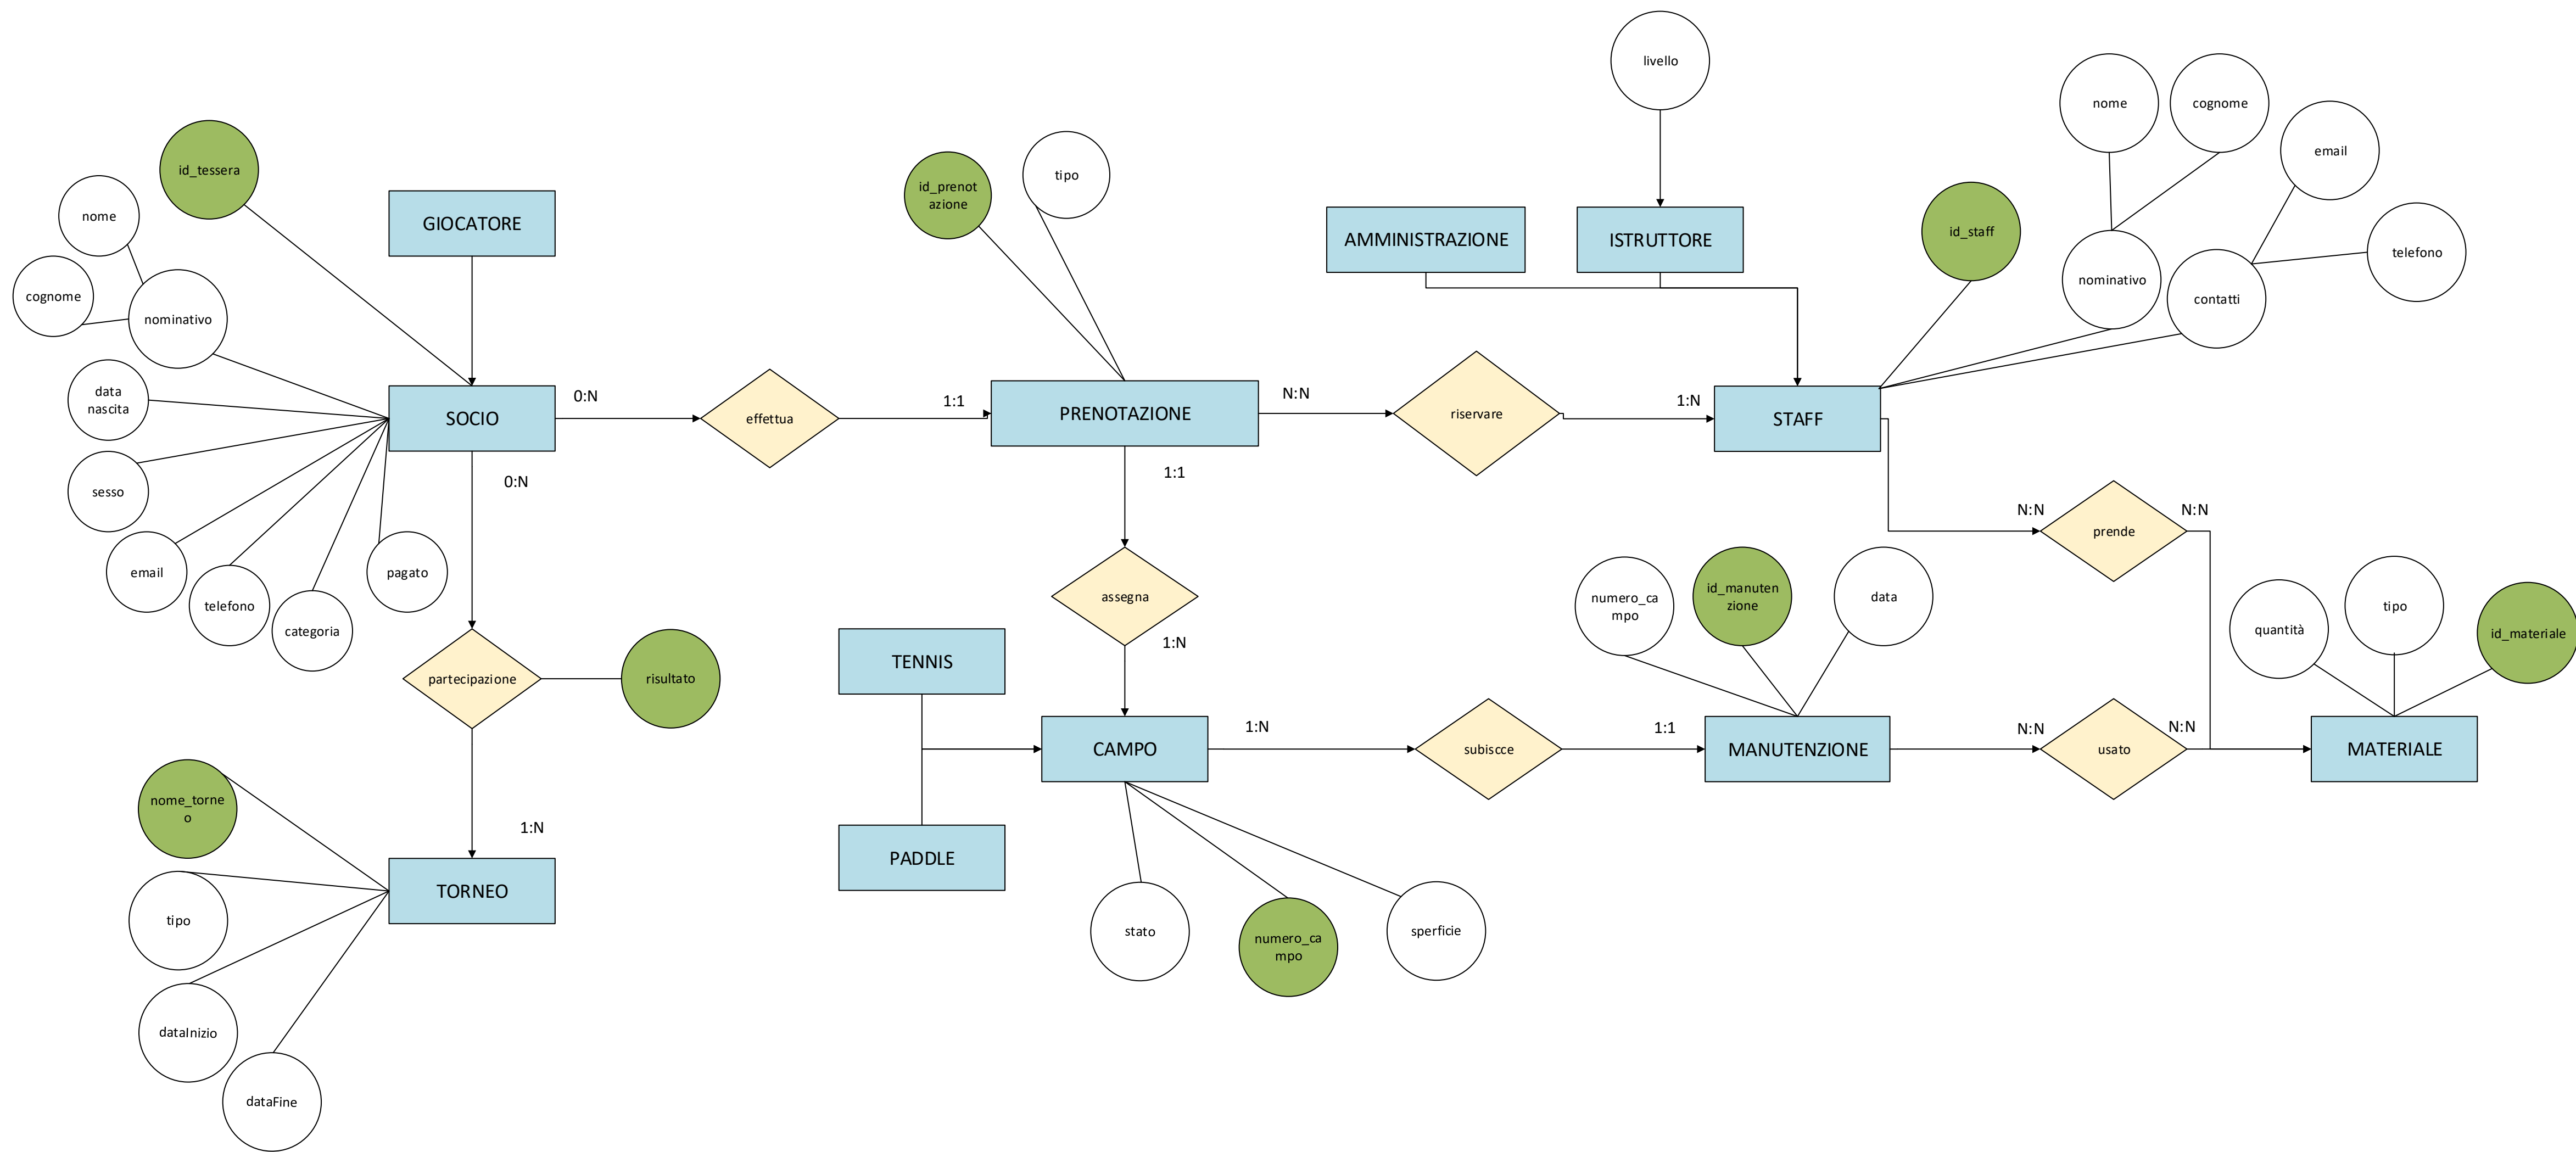 livello
nome
cognome
email
id_tessera
tipo
id_prenot
azione
nome
GIOCATORE
id_staff
AMMINISTRAZIONE
ISTRUTTORE
telefono
nominativo
contatti
cognome
nominativo
data
nascita
0:N
1:1
N:N
1:N
SOCIO
effettua
PRENOTAZIONE
riservare
STAFF
sesso
0:N
1:1
N:N
N:N
prende
email
telefono
categoria
pagato
assegna
numero_ca
mpo
id_manuten
zione
data
quantità
tipo
id_materiale
1:N
TENNIS
partecipazione
risultato
1:N
1:1
N:N
N:N
CAMPO
subiscce
MANUTENZIONE
usato
MATERIALE
nome_torne
o
1:N
PADDLE
TORNEO
tipo
stato
numero_ca
mpo
sperficie
dataInizio
dataFine